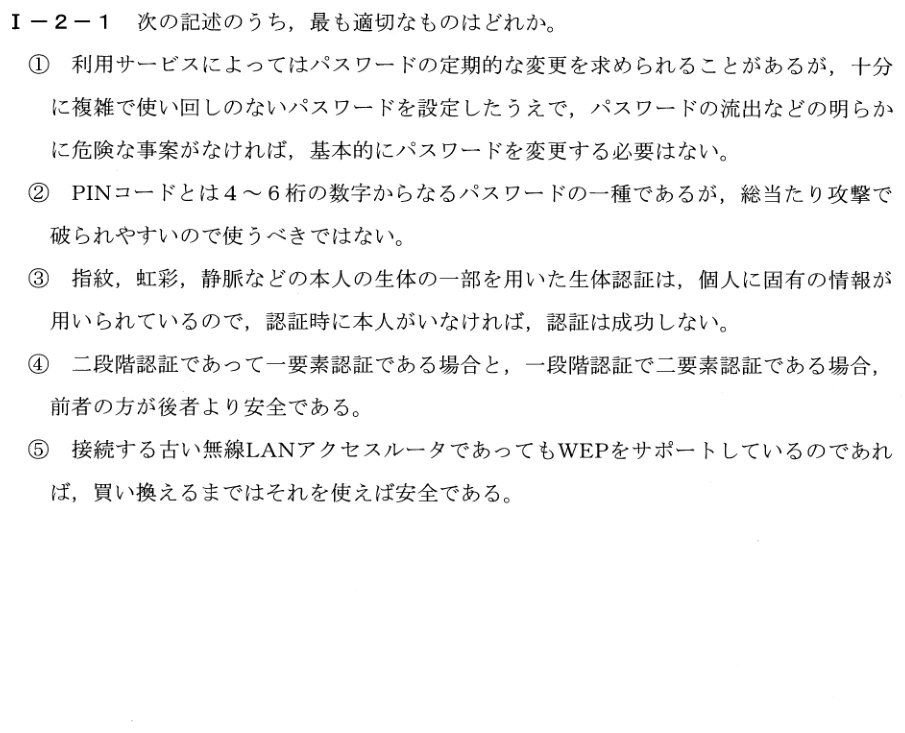 Ⅰ－２－１　次の記述のうち，最も適切なものはどれか。
①　利用サービスによってはパスワードの定期的な変更を求められることがあるが，十分
に複雑で使い回しのないパスワードを設定したうえで，パスワードの流出などの明らか
に危険な事案がなければ，基本的にパスワードを変更する必要はない。
②　PINコードとは４～６桁の数字からなるパスワードの一種であるが，総当たり攻撃で
破られやすいので使うべきではない。
③　指紋，虹彩，静脈などの本人の生体の一部を用いた生体認証は，個人に固有の情報が
用いられているので，認証時に本人がいなければ，認証は成功しない。
④　二段階認証であって一要素認証である場合と，一段階認証で二要素認証である場合，
前者の方が後者より安全である。
⑤　接続する古い無線LANアクセスルータであってもWEPをサポートしているのであれ
ば，買い換えるまではそれを使えば安全である。